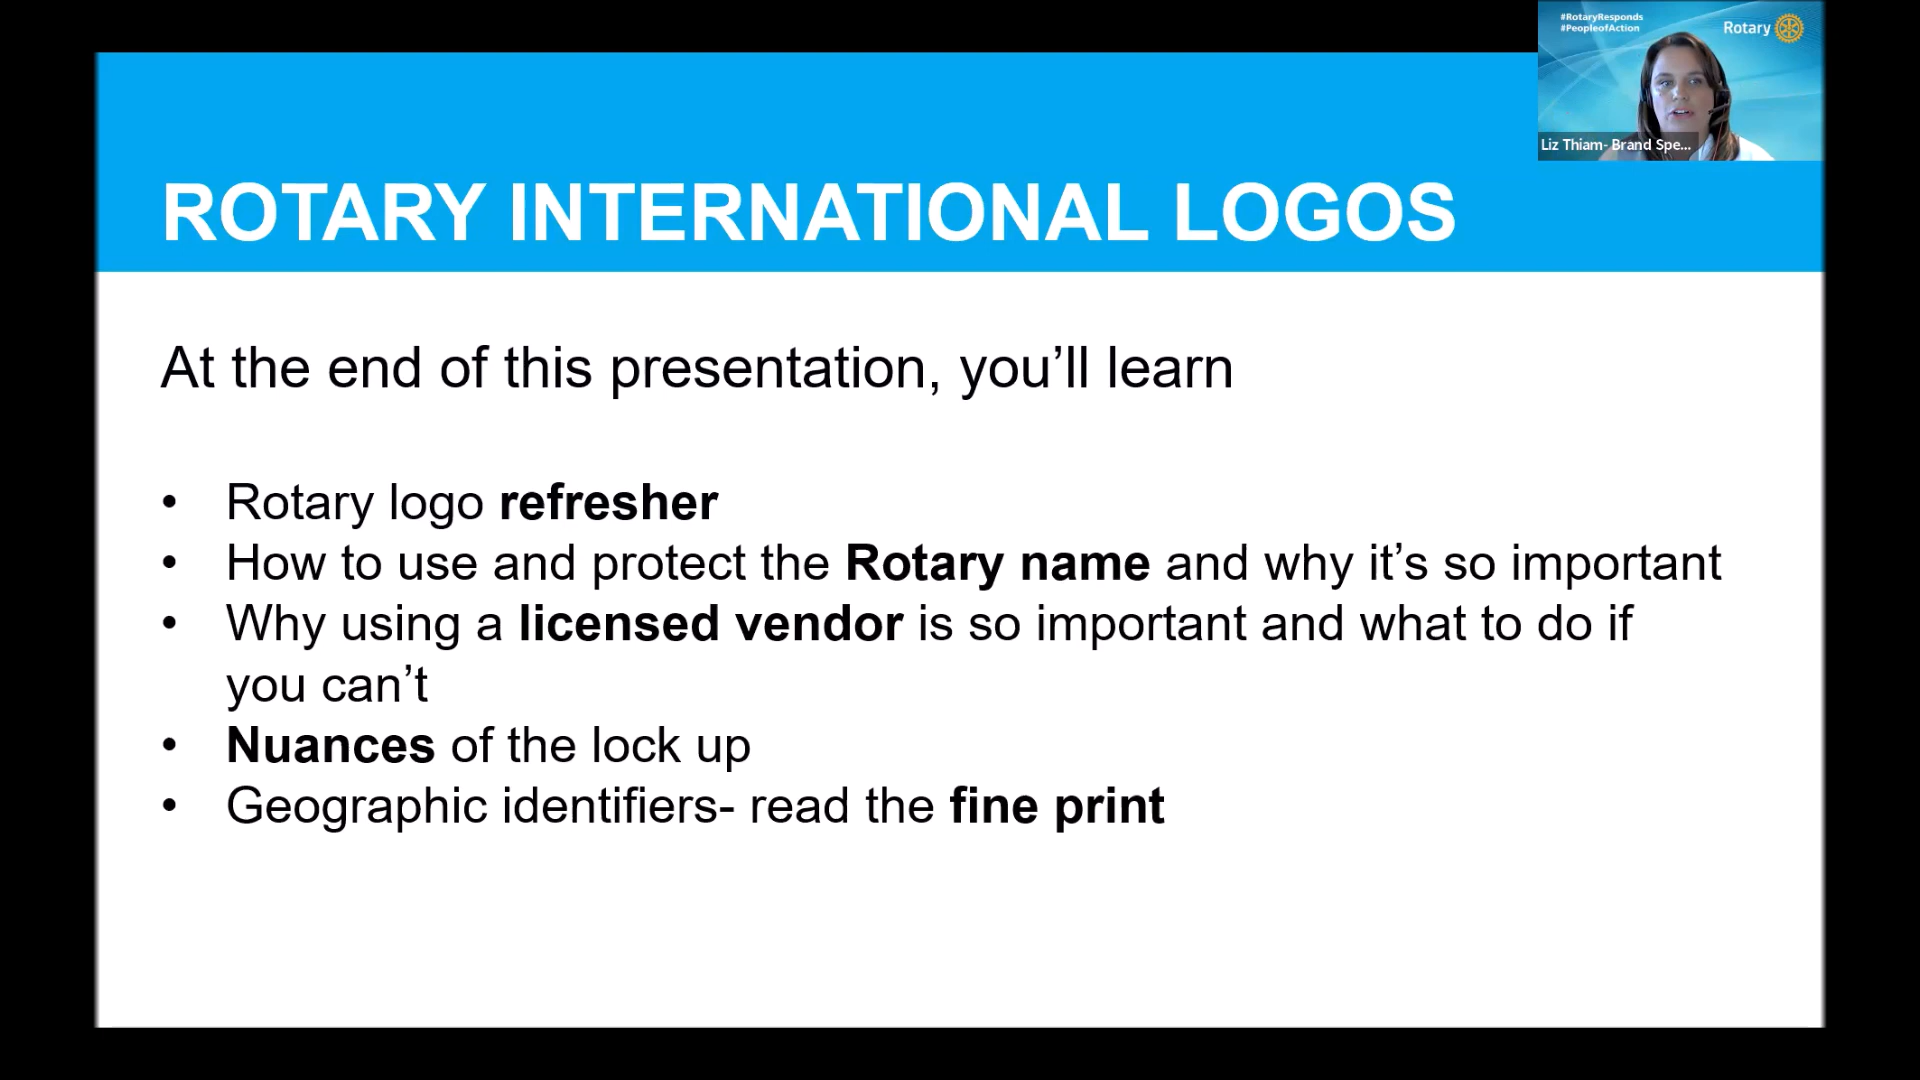 #RotaryResponds
#PeopleofAction
Rotary
Liz Thiam- Brand Spe...
ROTARY INTERNATIONAL LOGOS
At the end of this presentation, you’ll learn
• Rotary logo refresher
• How to use and protect the Rotary name and why it’s so important
• Why using a licensed vendor is so important and what to do if
you can’t
• Nuances of the lock up
• Geographic identifiers- read the fine print